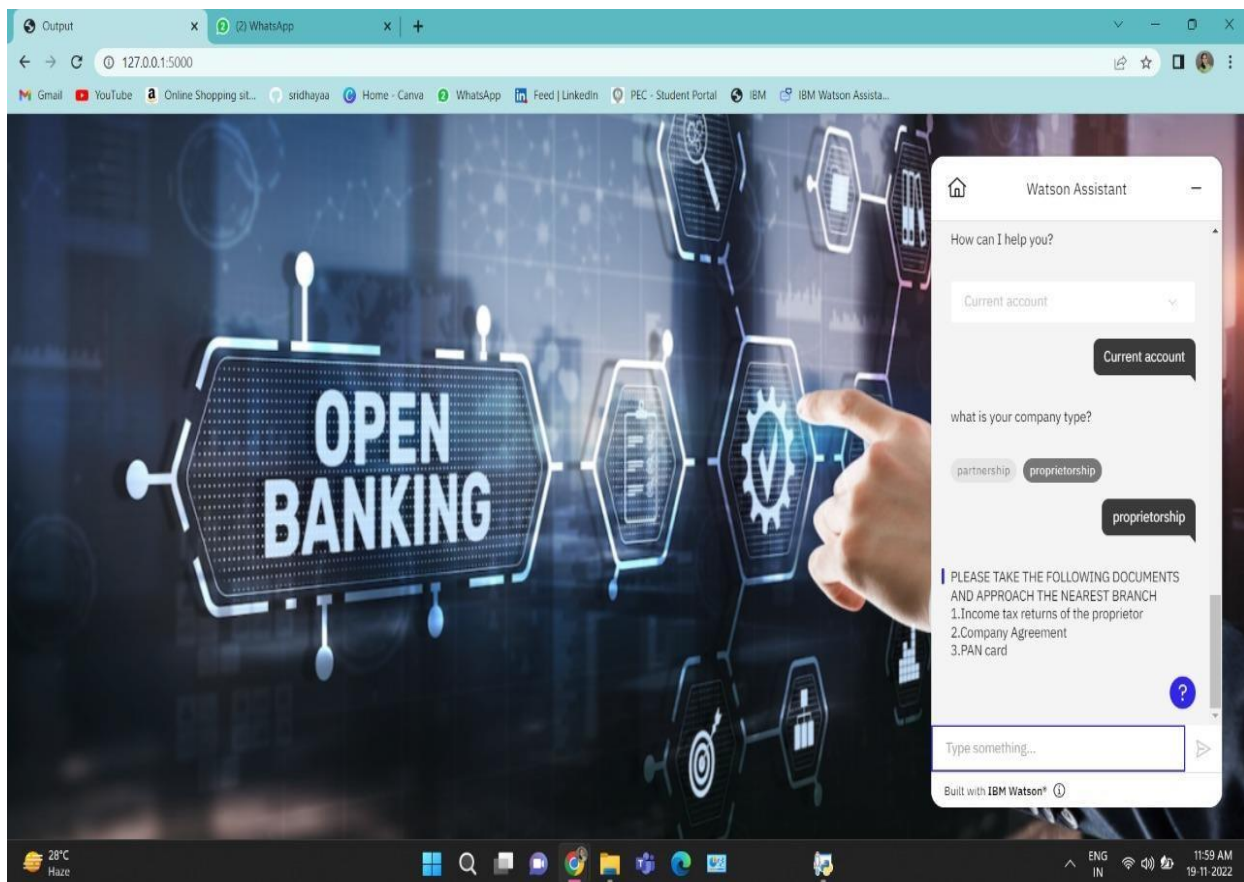 Output
(2) WhatsApp
127.0.0.1:5000
Gmail YouTube Online Shopping sit... sridhayaa Home - Canva WhatsApp Feed | LinkedIn PEC - Student Portal IBM IBM Watson Assista...
OPEN
BANKING
Watson Assistant
How can I help you?
Current account
Current account
what is your company type?
partnership proprietorship
proprietorship
PLEASE TAKE THE FOLLOWING DOCUMENTS
AND APPROACH THE NEAREST BRANCH
1.Income tax returns of the proprietor
2.Company Agreement
3.PAN card
?
Type something...
Built with IBM Watson®
28°C
Haze
ENG
IN
11:59 AM
19-11-2022